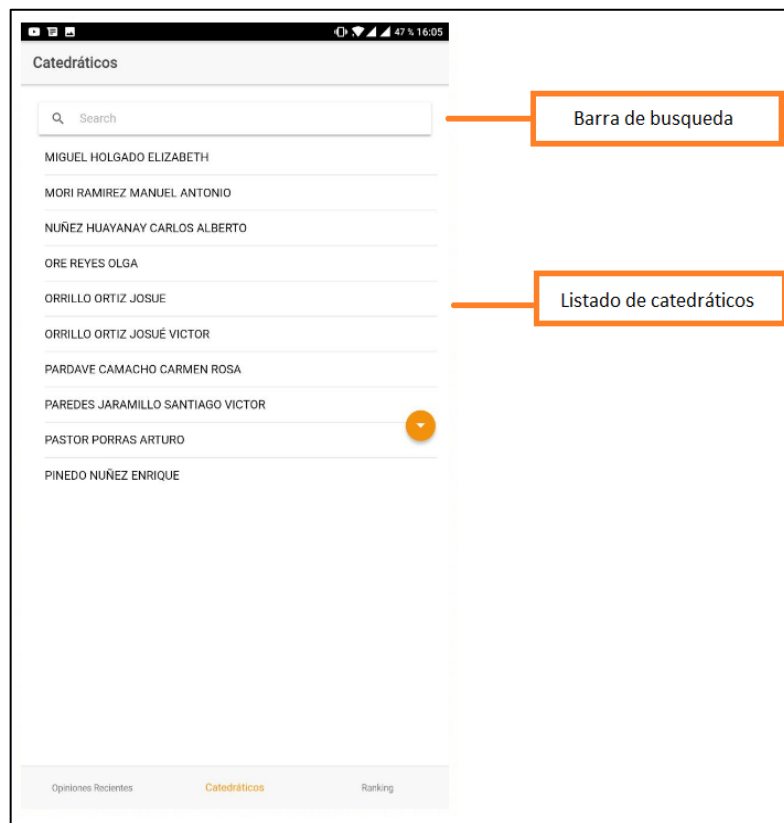 47 % 16:05
Catedráticos
Search
Barra de busqueda
MIGUEL HOLGADO ELIZABETH
MORI RAMIREZ MANUEL ANTONIO
NUÑEZ HUAYANAY CARLOS ALBERTO
ORE REYES OLGA
ORRILLO ORTIZ JOSUE
Listado de catedráticos
ORRILLO ORTIZ JOSUÉ VICTOR
PARDAVE CAMACHO CARMEN ROSA
PAREDES JARAMILLO SANTIAGO VICTOR
PASTOR PORRAS ARTURO
PINEDO NUÑEZ ENRIQUE
Opiniones Recientes
Catedráticos
Ranking